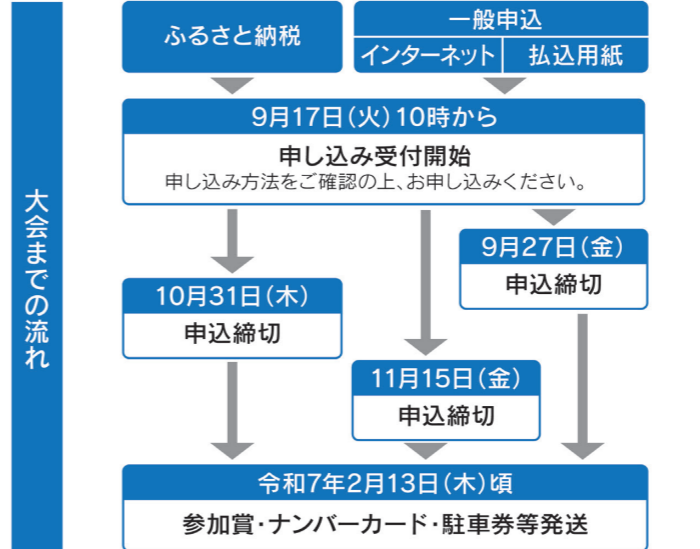 大会までの流れ
ふるさと納税
一般申込
インターネット
払込用紙
9月17日(火)10時から
申し込み受付開始
申し込み方法をご確認の上、お申し込みください。
9月27日(金)
申込締切
10月31日(木)
申込締切
11月15日(金)
申込締切
令和7年2月13日(木)頃
参加賞・ナンバーカード・駐車券等発送